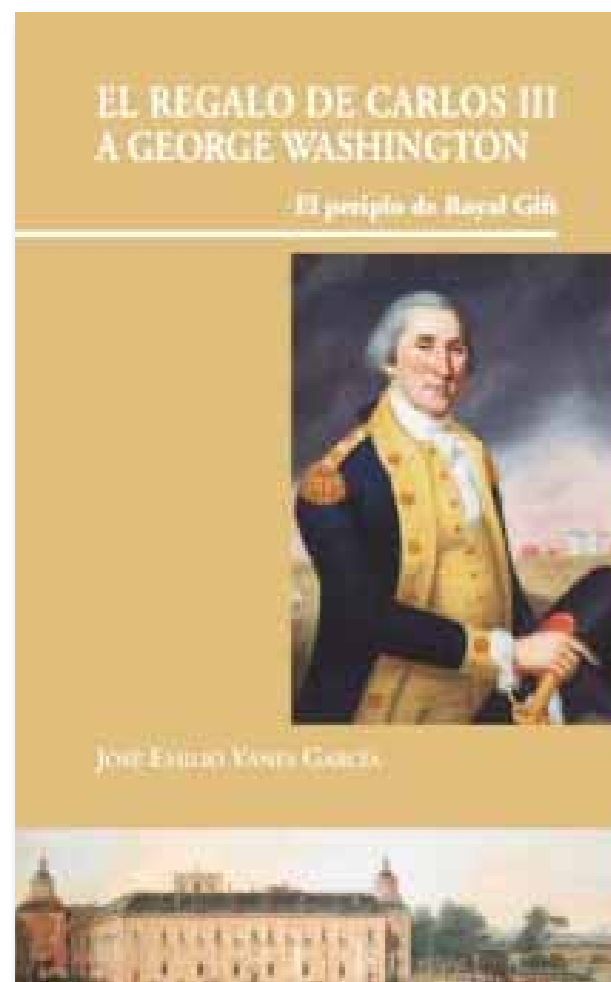 EL REGALO DE CARLOS III
A GEORGE WASHINGTON
El periplo de Royal Gift
JOSÉ EMILIO YANES GARCÍA